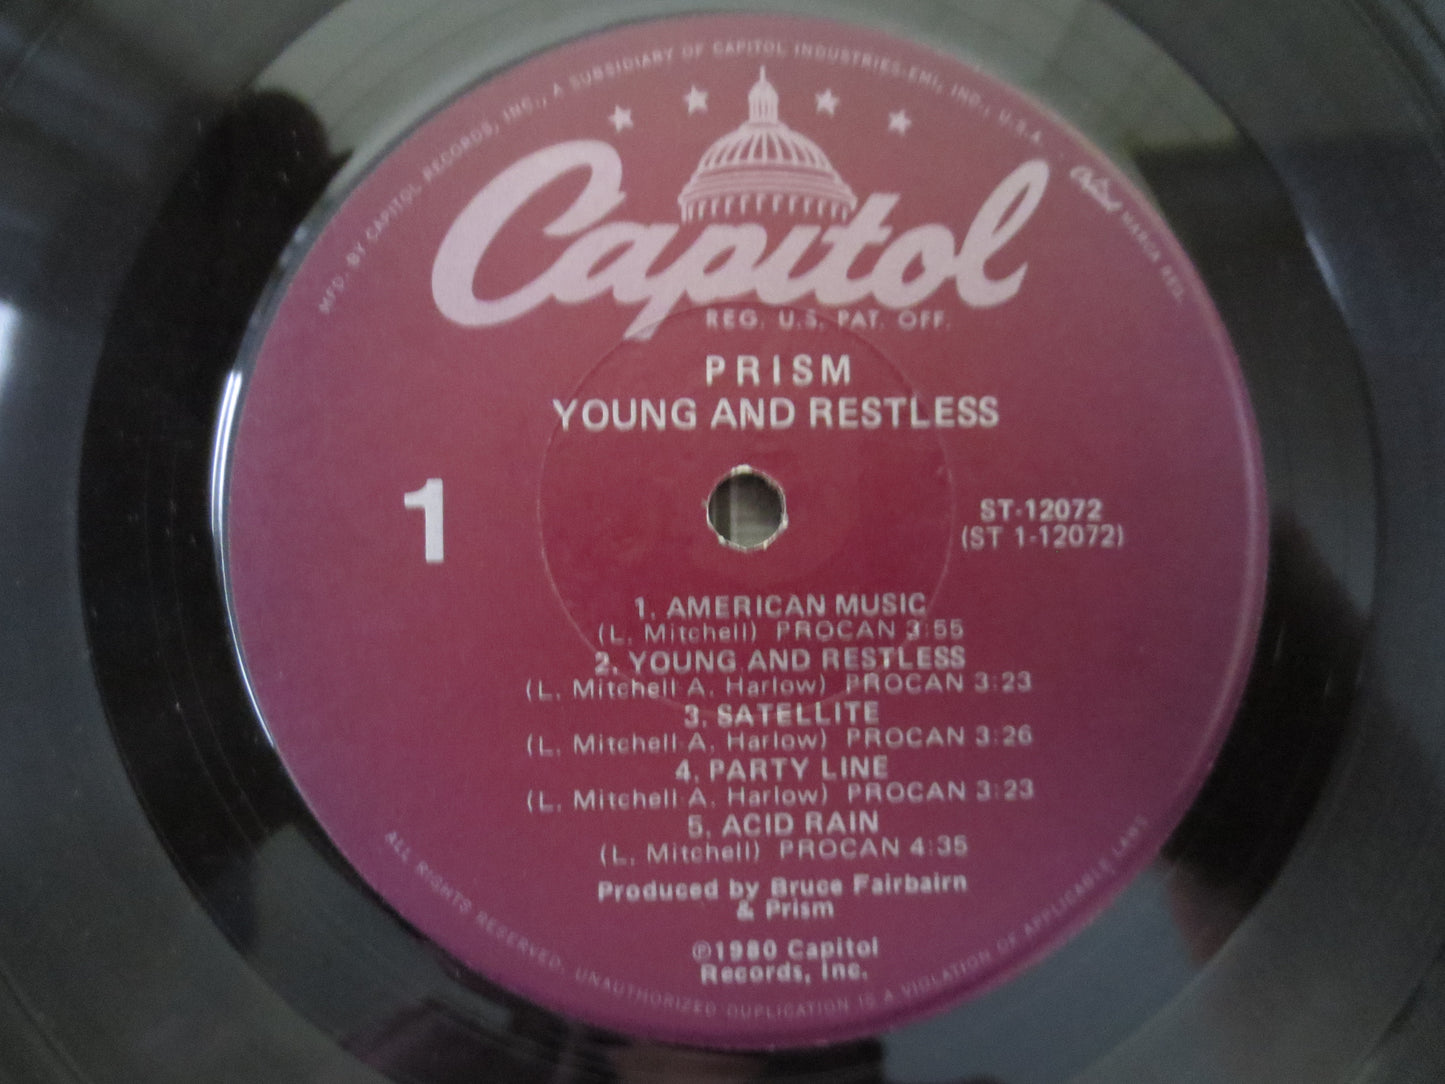 MFD. BY CAPITOL RECORDS, INC., A SUBSIDIARY OF CAPITOL INDUSTRIES-EMI, INC., U.S.A. · Capitol MARCA REG.
Capitol
REG. U.S. PAT. OFF.
PRISM
YOUNG AND RESTLESS
1
ST-12072
(ST 1-12072)
1. AMERICAN MUSIC
(L. Mitchell) PROCAN 3:55
2. YOUNG AND RESTLESS
(L. Mitchell-A. Harlow) PROCAN 3:23
3. SATELLITE
(L. Mitchell-A. Harlow) PROCAN 3:26
4. PARTY LINE
(L. Mitchell-A. Harlow) PROCAN 3:23
5. ACID RAIN
(L. Mitchell) PROCAN 4:35
Produced by Bruce Fairbairn
& Prism
℗1980 Capitol
Records, Inc.
ALL RIGHTS RESERVED. UNAUTHORIZED DUPLICATION IS A VIOLATION OF APPLICABLE LAWS